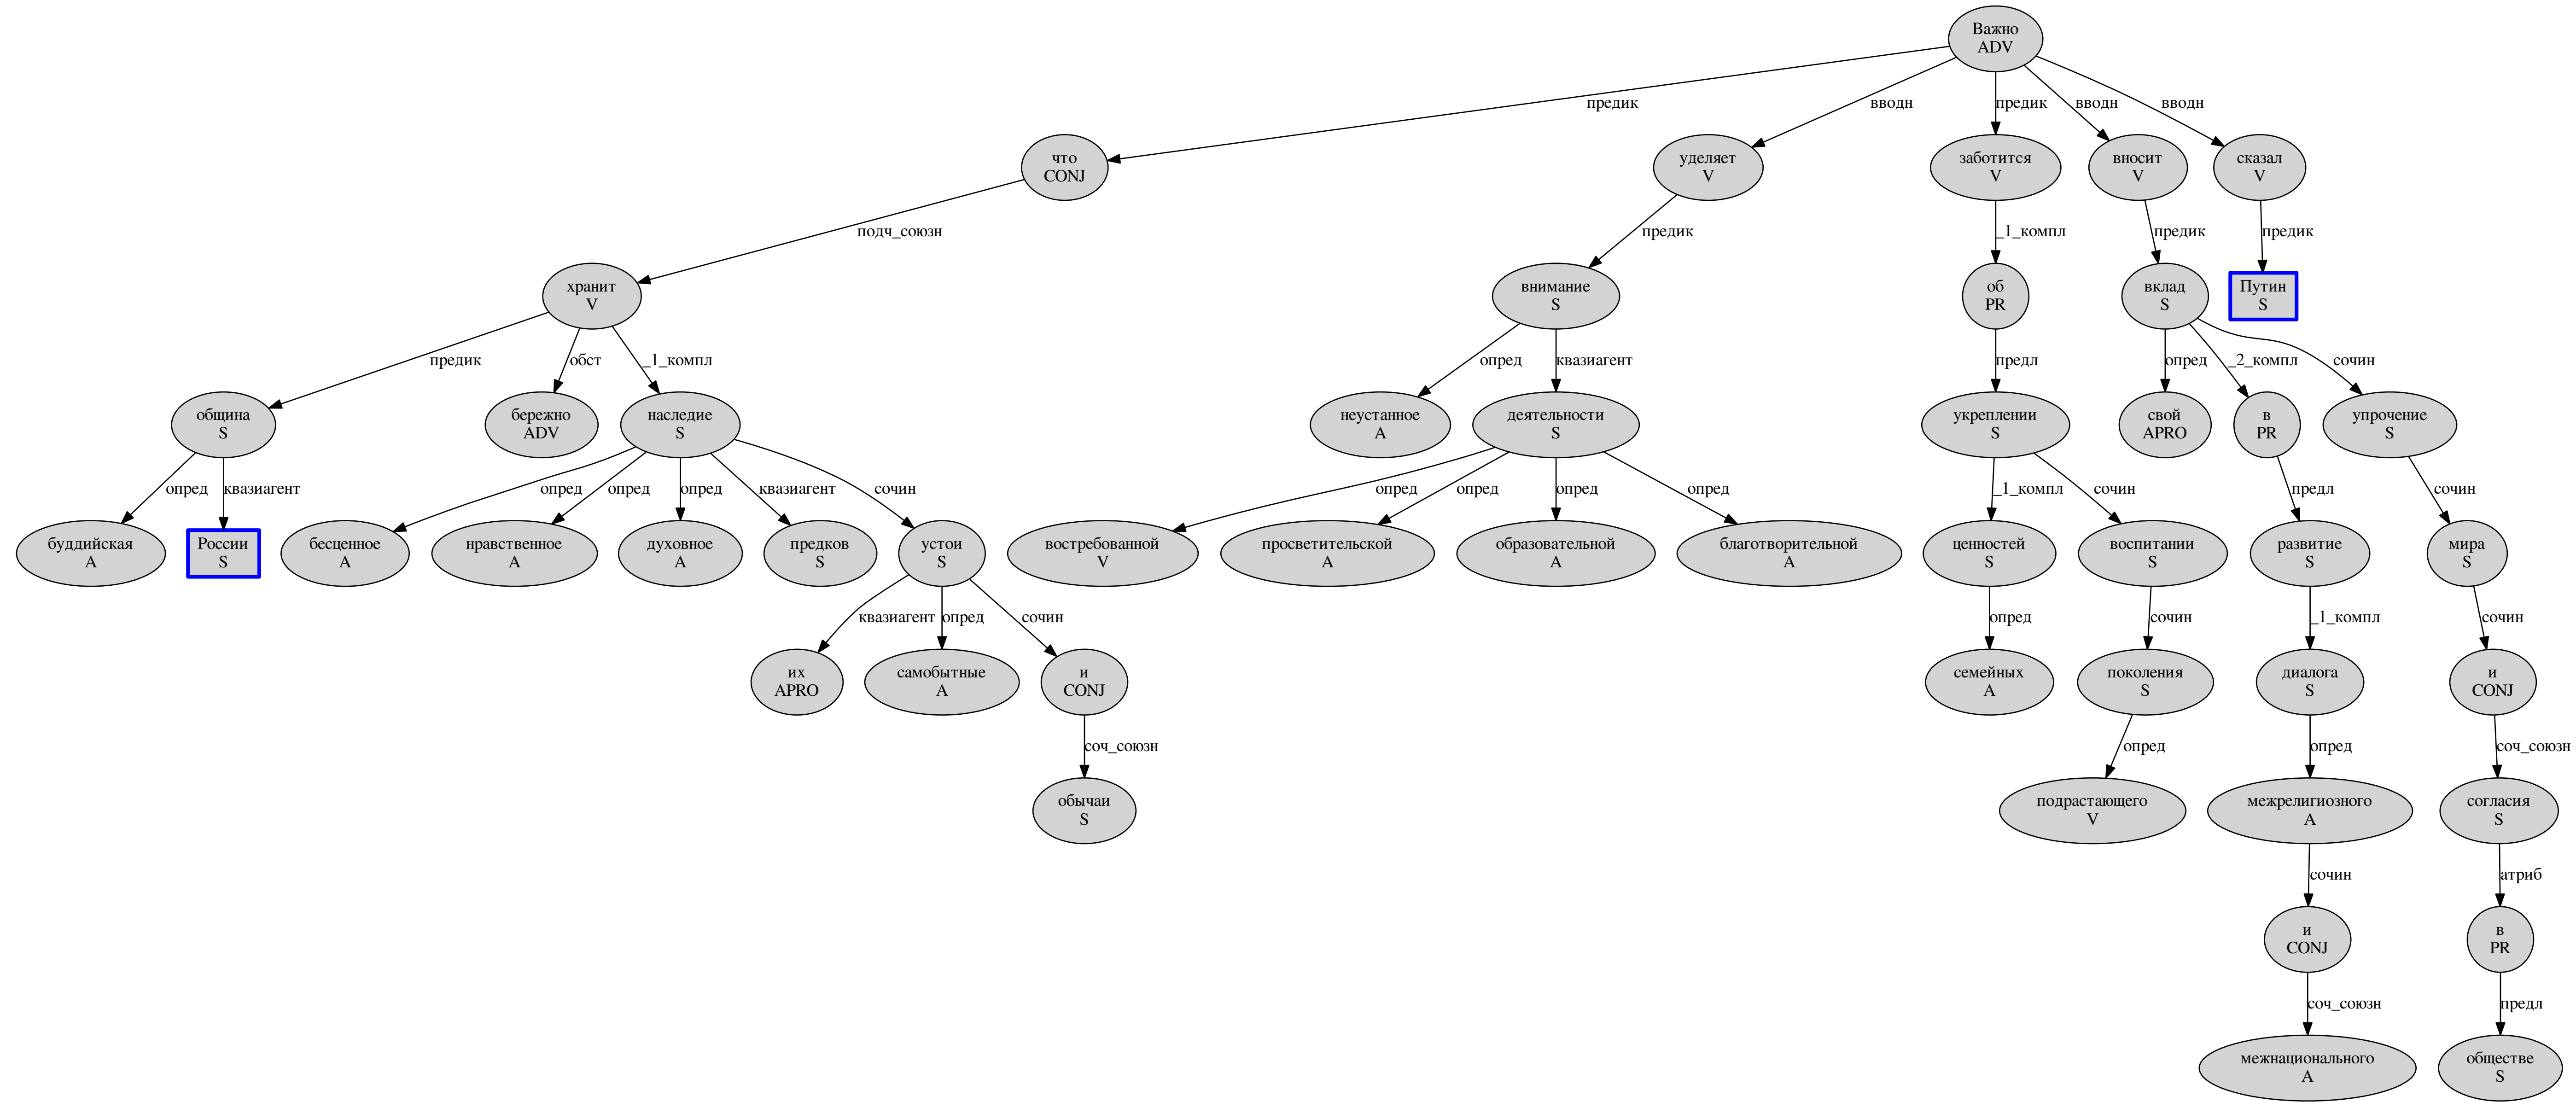 Важно
ADV
предик
вводн
предик
вводн
вводн
что
CONJ
уделяет
V
заботится
V
вносит
V
сказал
V
подч_союзн
предик
_1_компл
предик
предик
хранит
V
внимание
S
об
PR
вклад
S
Путин
S
предик
обст
_1_компл
опред
квазиагент
предл
опред
_2_компл
сочин
община
S
бережно
ADV
наследие
S
неустанное
A
деятельности
S
укреплении
S
свой
APRO
в
PR
упрочение
S
опред
квазиагент
опред
опред
опред
квазиагент
сочин
опред
опред
опред
опред
_1_компл
сочин
предл
сочин
буддийская
A
России
S
бесценное
A
нравственное
A
духовное
A
предков
S
устои
S
востребованной
V
просветительской
A
образовательной
A
благотворительной
A
ценностей
S
воспитании
S
развитие
S
мира
S
квазиагент
опред
сочин
опред
сочин
_1_компл
сочин
их
APRO
самобытные
A
и
CONJ
семейных
A
поколения
S
диалога
S
и
CONJ
соч_союзн
опред
опред
соч_союзн
обычаи
S
подрастающего
V
межрелигиозного
A
согласия
S
сочин
атриб
и
CONJ
в
PR
соч_союзн
предл
межнационального
A
обществе
S